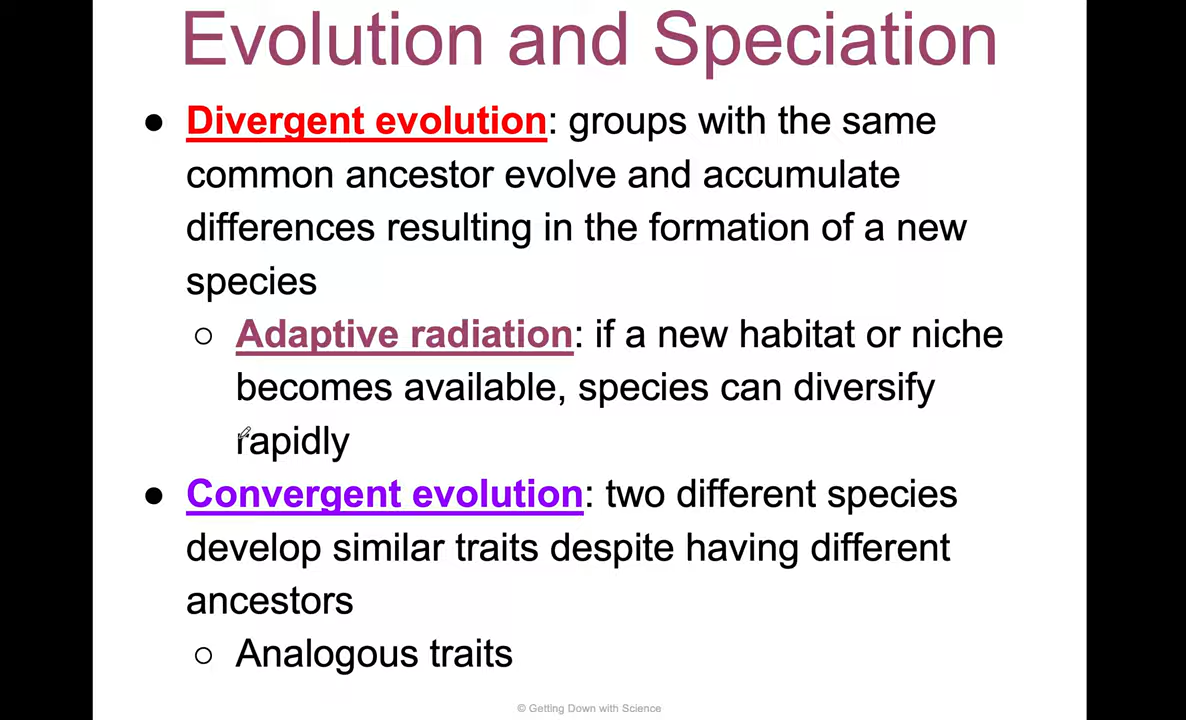 Evolution and Speciation
● Divergent evolution: groups with the same
common ancestor evolve and accumulate
differences resulting in the formation of a new
species
○ Adaptive radiation: if a new habitat or niche
becomes available, species can diversify
rapidly
● Convergent evolution: two different species
develop similar traits despite having different
ancestors
○ Analogous traits
© Getting Down with Science